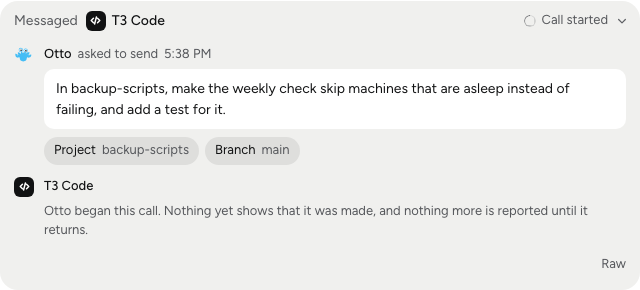 Messaged T3 Code Call started
Otto asked to send 5:38 PM
In backup-scripts, make the weekly check skip machines that are asleep instead of
failing, and add a test for it.
Project backup-scripts Branch main
T3 Code
Otto began this call. Nothing yet shows that it was made, and nothing more is reported until it
returns.
Raw